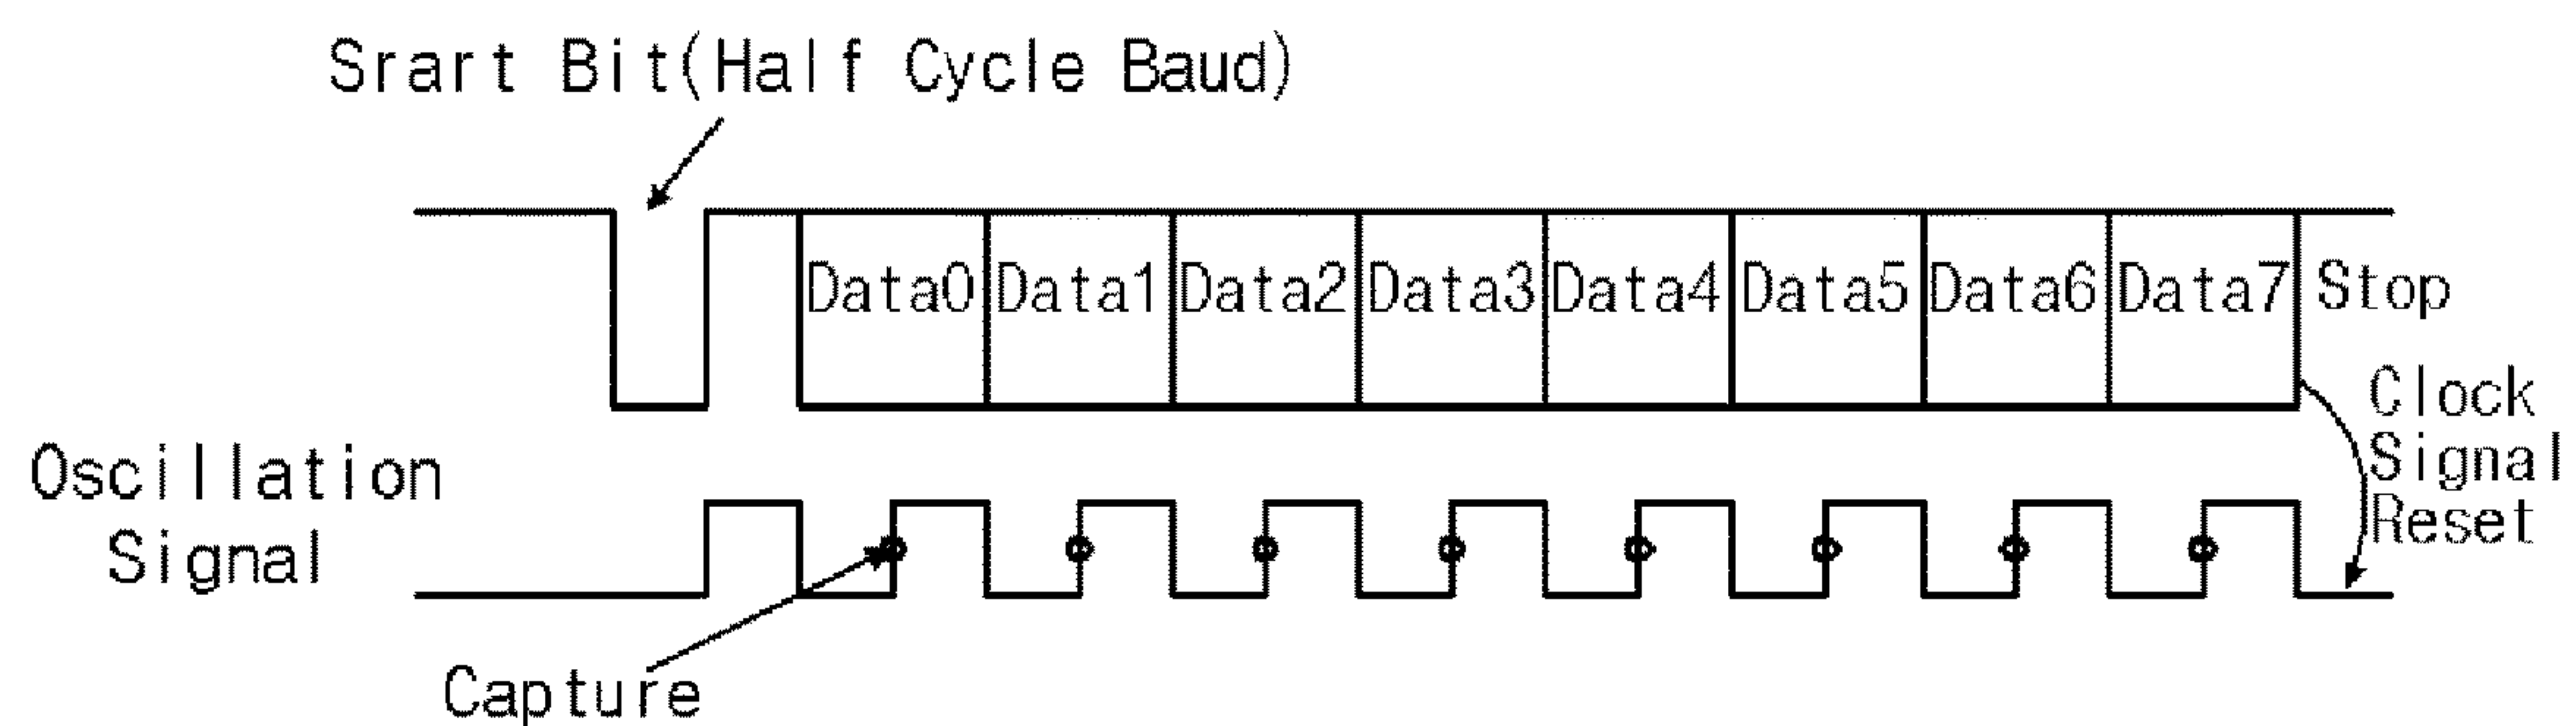 Srart Bit(Half Cycle Baud)
Data0 Data1 Data2 Data3 Data4 Data5 Data6 Data7 Stop
Clock
Signal
Reset
Oscillation
Signal
Capture